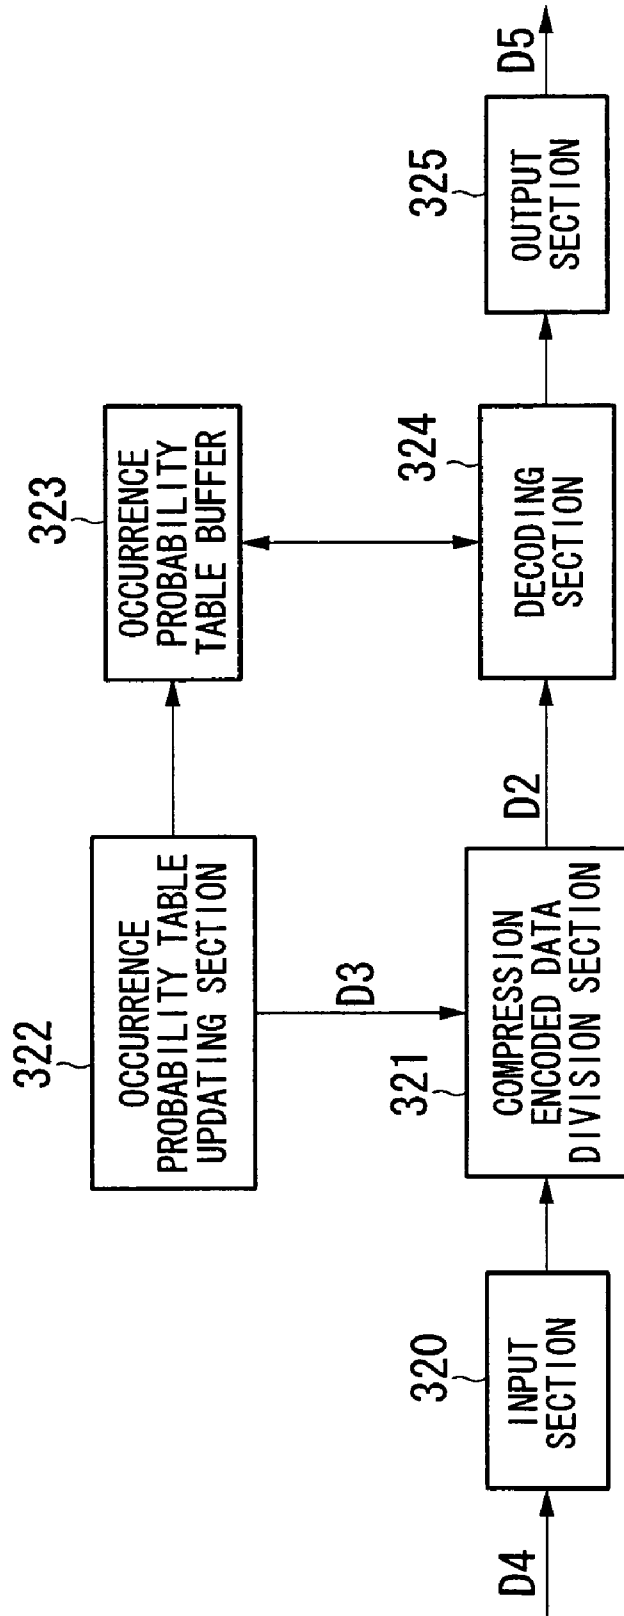 322
OCCURRENCE
PROBABILITY TABLE
UPDATING SECTION
323
OCCURRENCE
PROBABILITY
TABLE BUFFER
D3
D4
320
INPUT
SECTION
321
COMPRESSION
ENCODED DATA
DIVISION SECTION
D2
324
DECODING
SECTION
325
OUTPUT
SECTION
D5